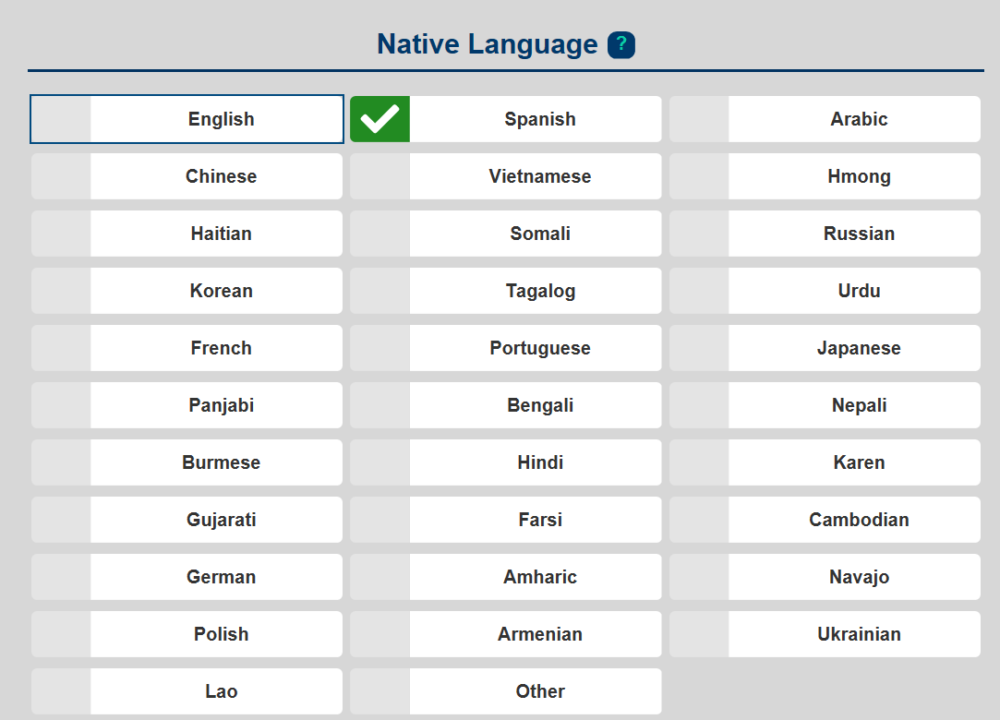 Native Language ?
English Spanish Arabic
Chinese Vietnamese Hmong
Haitian Somali Russian
Korean Tagalog Urdu
French Portuguese Japanese
Panjabi Bengali Nepali
Burmese Hindi Karen
Gujarati Farsi Cambodian
German Amharic Navajo
Polish Armenian Ukrainian
Lao Other